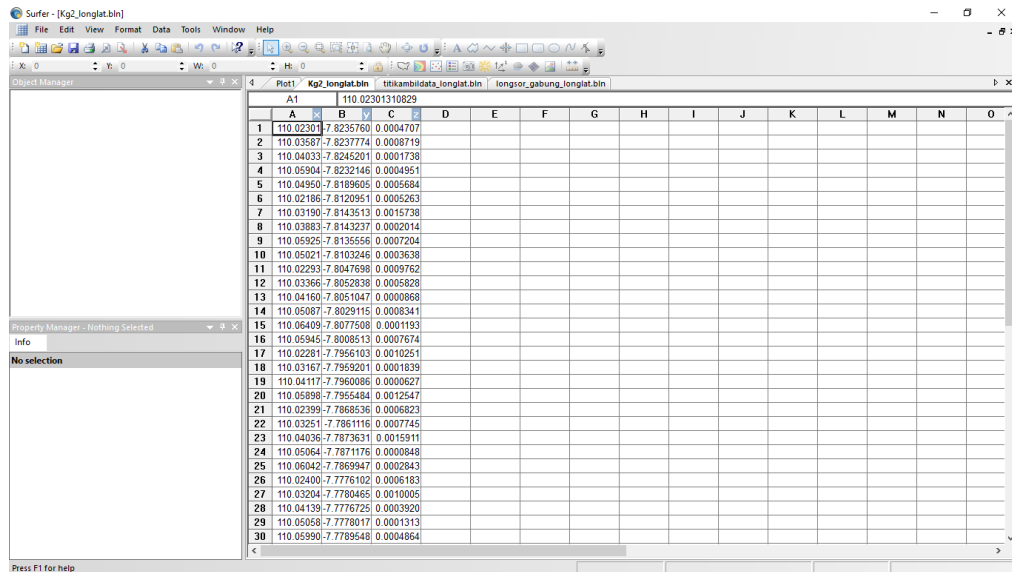 Surfer - [Kg2_longlat.bln]
File Edit View Format Data Tools Window Help
X: 0 Y: 0 W: 0 H: 0
Object Manager
Plot1 Kg2_longlat.bln titikambildata_longlat.bln longsor_gabung_longlat.bln
A1 110.02301310829
A x B y C z D E F G H I J K L M N O
1 110.02301 -7.8235760 0.0004707
2 110.03587 -7.8237774 0.0008719
3 110.04033 -7.8245201 0.0001738
4 110.05904 -7.8232146 0.0004951
5 110.04950 -7.8189605 0.0005684
6 110.02186 -7.8120951 0.0005263
7 110.03190 -7.8143513 0.0015738
8 110.03883 -7.8143237 0.0002014
9 110.05925 -7.8135556 0.0007204
10 110.05021 -7.8103246 0.0003638
11 110.02293 -7.8047698 0.0009762
12 110.03366 -7.8052838 0.0005828
13 110.04160 -7.8051047 0.0000868
14 110.05087 -7.8029115 0.0008341
15 110.06409 -7.8077508 0.0001193
16 110.05945 -7.8008513 0.0007674
17 110.02281 -7.7956103 0.0010251
18 110.03167 -7.7959201 0.0001839
19 110.04117 -7.7960086 0.0000627
20 110.05898 -7.7955484 0.0012547
21 110.02399 -7.7868536 0.0006823
22 110.03251 -7.7861116 0.0007745
23 110.04036 -7.7873631 0.0015911
24 110.05064 -7.7871176 0.0000848
25 110.06042 -7.7869947 0.0002843
26 110.02400 -7.7776102 0.0006183
27 110.03204 -7.7780465 0.0010005
28 110.04139 -7.7776725 0.0003920
29 110.05058 -7.7778017 0.0001313
30 110.05990 -7.7789548 0.0004864
Property Manager - Nothing Selected
Info
No selection
Press F1 for help